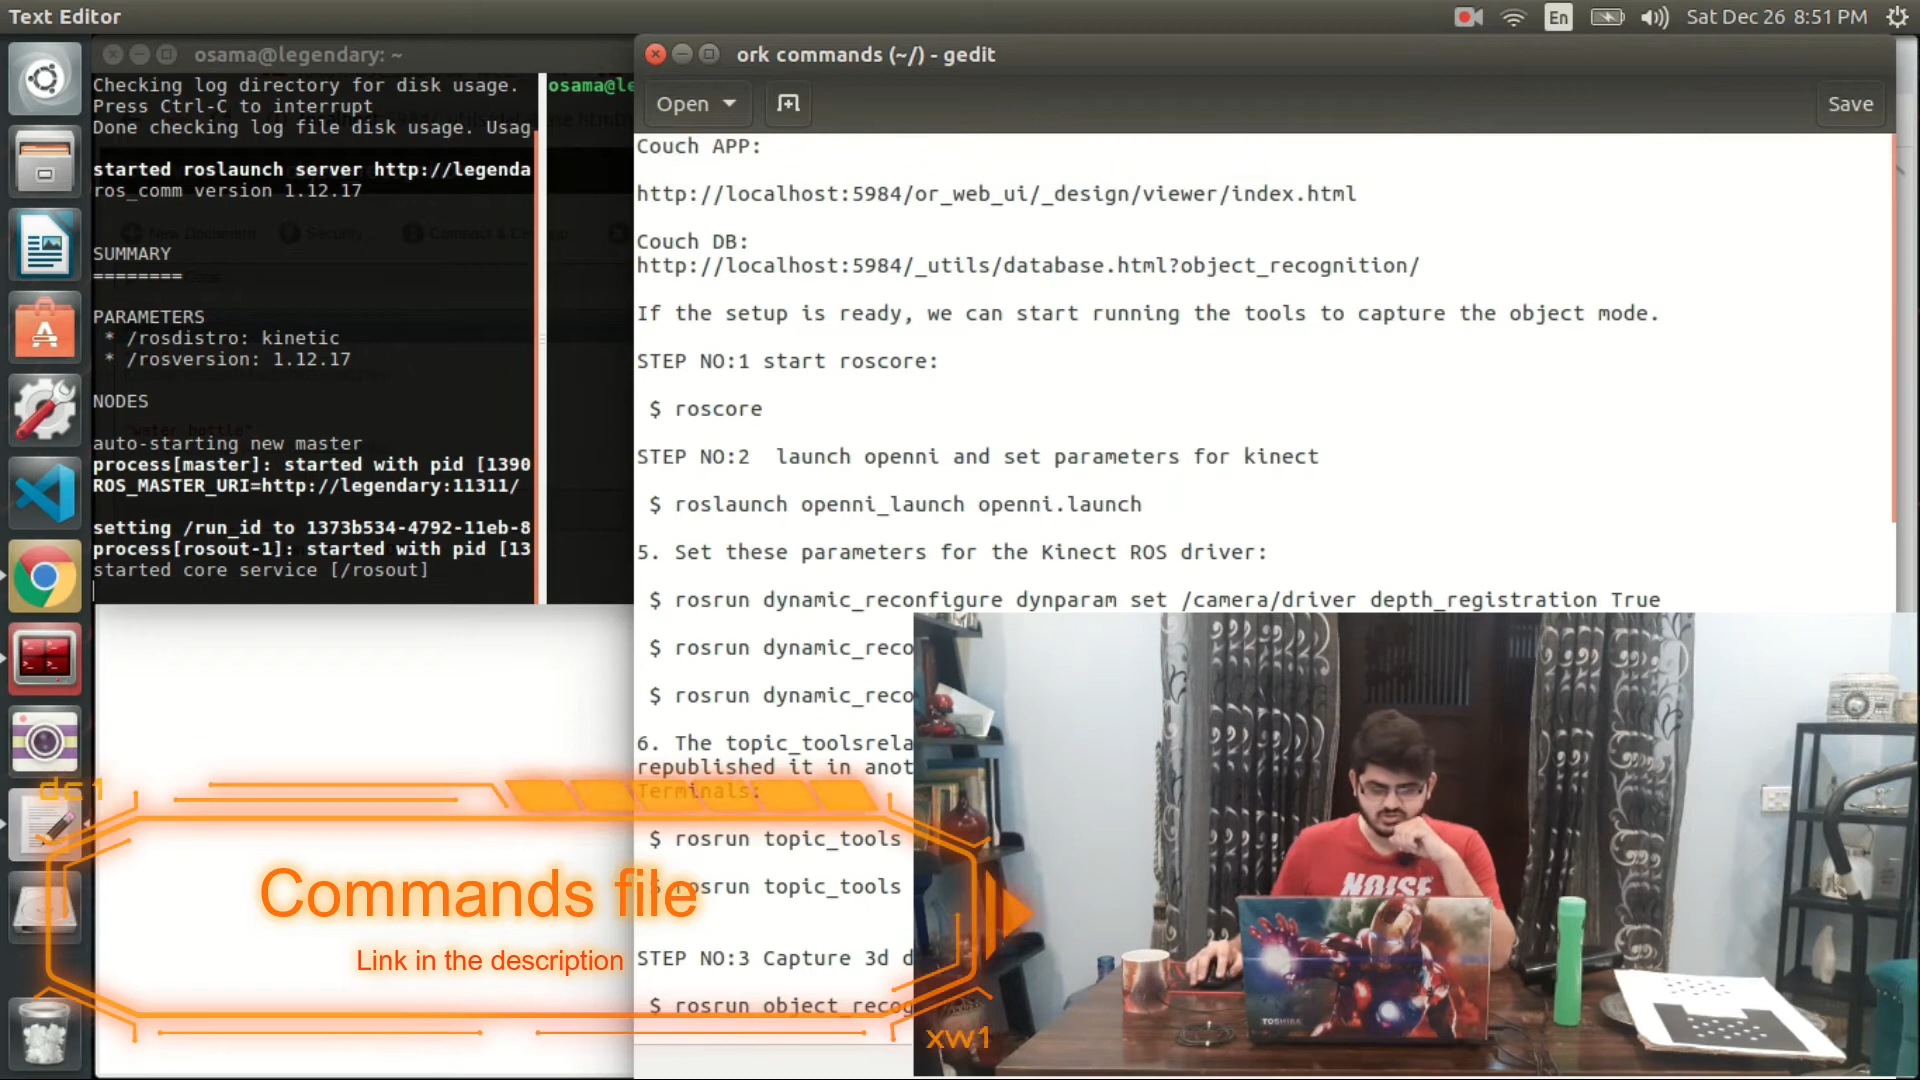 Text Editor
En
Sat Dec 26 8:51 PM
osama@legendary: ~
Checking log directory for disk usage.
Press Ctrl-C to interrupt
Done checking log file disk usage. Usag
started roslaunch server http://legenda
ros_comm version 1.12.17
SUMMARY
========
PARAMETERS
* /rosdistro: kinetic
* /rosversion: 1.12.17
NODES
auto-starting new master
process[master]: started with pid [1390
ROS_MASTER_URI=http://legendary:11311/
setting /run_id to 1373b534-4792-11eb-8
process[rosout-1]: started with pid [13
started core service [/rosout]
osama@le
ork commands (~/) - gedit
Open
Save
Couch APP:
http://localhost:5984/or_web_ui/_design/viewer/index.html
Couch DB:
http://localhost:5984/_utils/database.html?object_recognition/
If the setup is ready, we can start running the tools to capture the object mode.
STEP NO:1 start roscore:
$ roscore
STEP NO:2  launch openni and set parameters for kinect
$ roslaunch openni_launch openni.launch
5. Set these parameters for the Kinect ROS driver:
$ rosrun dynamic_reconfigure dynparam set /camera/driver depth_registration True
$ rosrun dynamic_reco
$ rosrun dynamic_reco
6. The topic_toolsrela
republished it in anot
Terminals:
$ rosrun topic_tools
$ rosrun topic_tools
STEP NO:3 Capture 3d d
$ rosrun object_recog
dc1
Commands file
Link in the description
xw1
NOISE
TOSHIBA